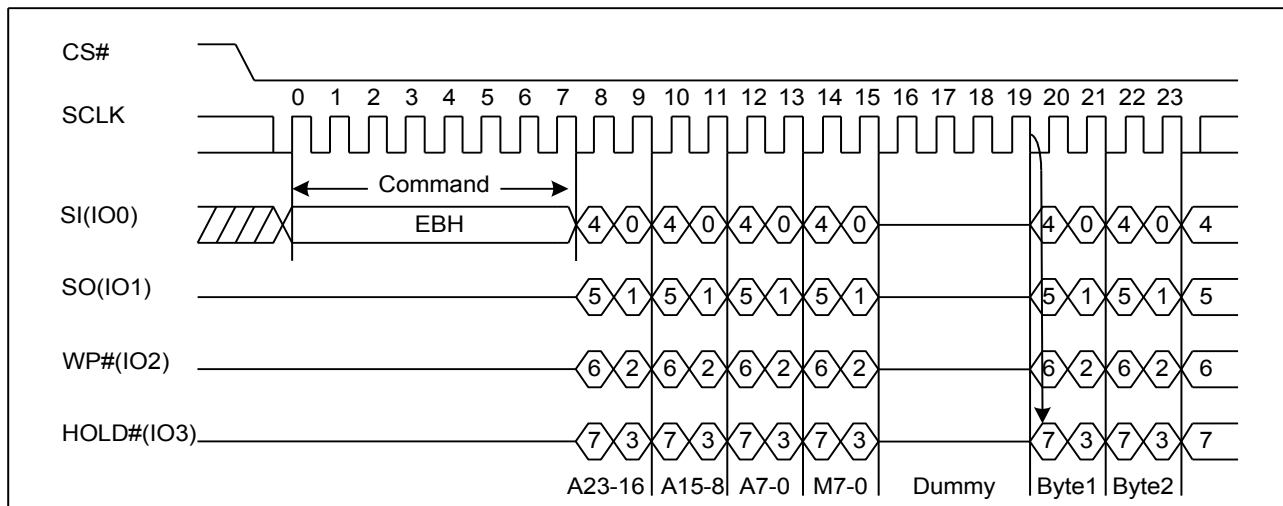 CS#
0 1 2 3 4 5 6 7 8 9 10 11 12 13 14 15 16 17 18 19 20 21 22 23
SCLK
Command
SI(IO0) EBH 4 0 4 0 4 0 4 0 4 0 4 0 4
SO(IO1) 5 1 5 1 5 1 5 1 5 1 5 1 5
WP#(IO2) 6 2 6 2 6 2 6 2 6 2 6 2 6
HOLD#(IO3) 7 3 7 3 7 3 7 3 7 3 7 3 7
A23-16 A15-8 A7-0 M7-0 Dummy Byte1 Byte2